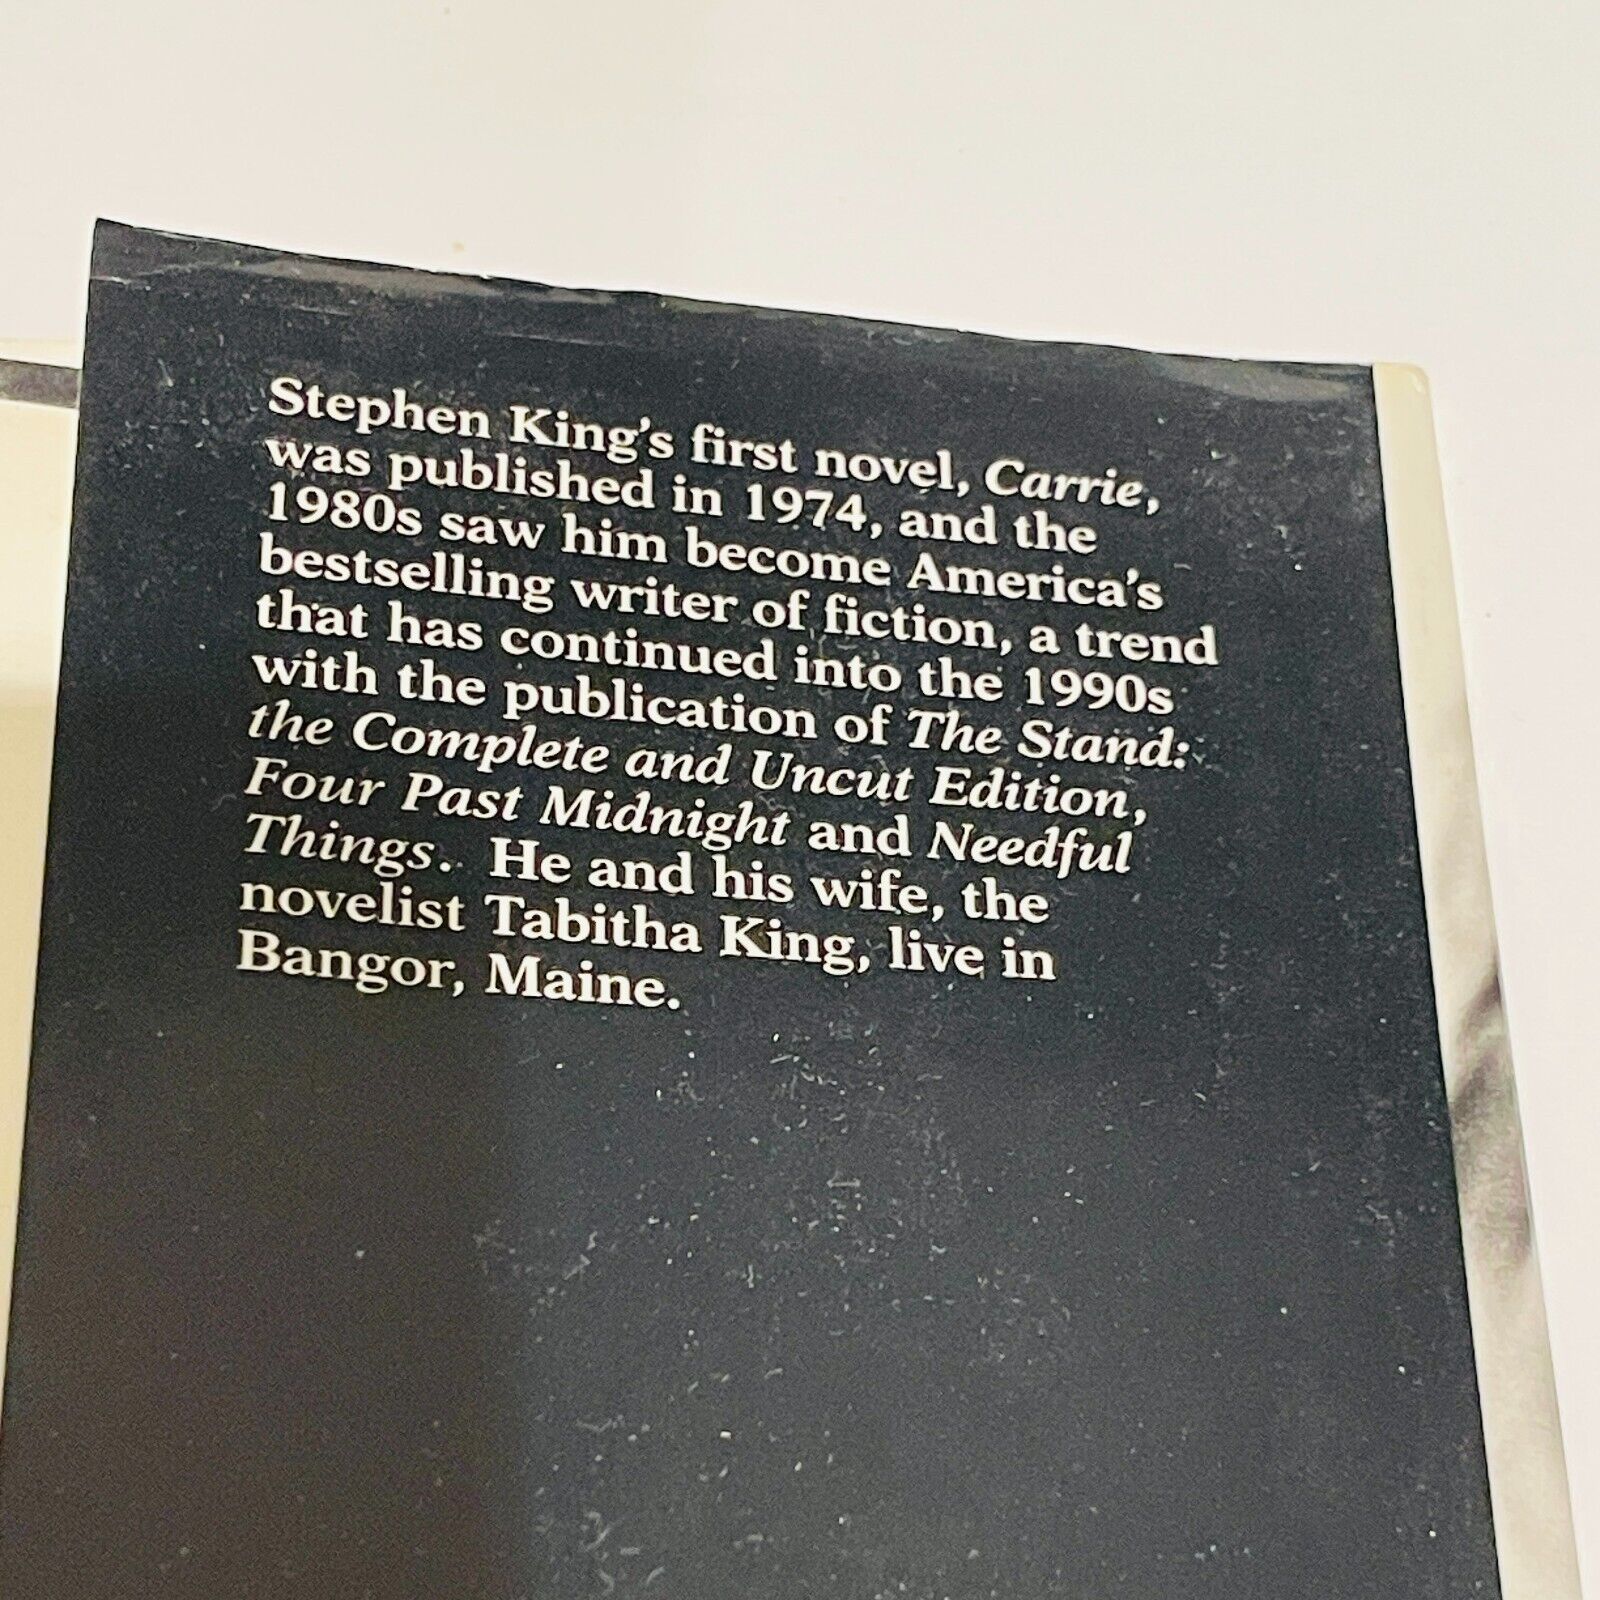 Stephen King's first novel, Carrie,
was published in 1974, and the
1980s saw him become America's
bestselling writer of fiction, a trend
that has continued into the 1990s
with the publication of The Stand:
the Complete and Uncut Edition,
Four Past Midnight and Needful
Things. He and his wife, the
novelist Tabitha King, live in
Bangor, Maine.